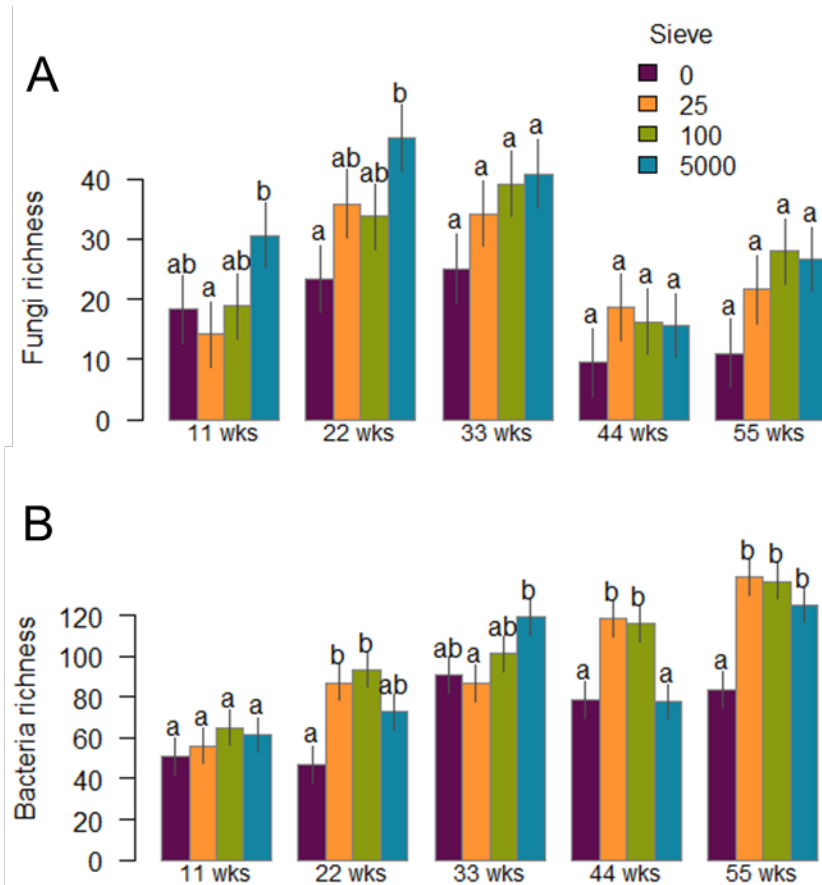 Sieve
0
25
100
5000
A
Fungi richness
40
30
20
10
0
ab a ab b
a ab ab b
a a a a
a a a a
a a a a
11 wks 22 wks 33 wks 44 wks 55 wks
B
Bacteria richness
120
100
80
60
40
20
0
a a a a
a b b ab
ab a ab b
a b b a
a b b b
11 wks 22 wks 33 wks 44 wks 55 wks